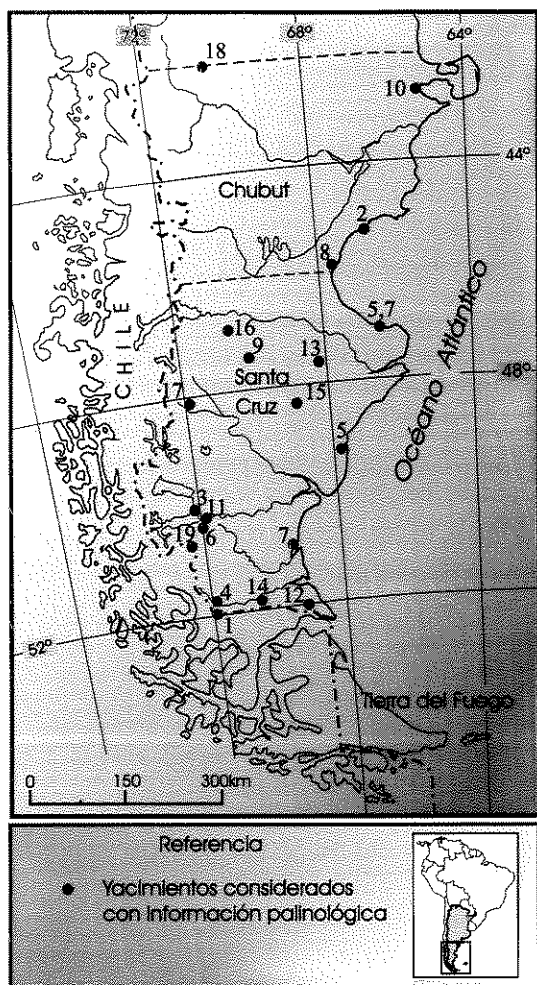 72° 68° 64°
18
10
44°
Chubut
2
8
CHILE
5,7
16
9
13
Santa
48°
17
Cruz
15
5
Océano Atlántico
3
11
19
6
7
4
14
12
1
52°
Tierra del Fuego
0 150 300km
Referencia
Yacimientos considerados
con información palinológica